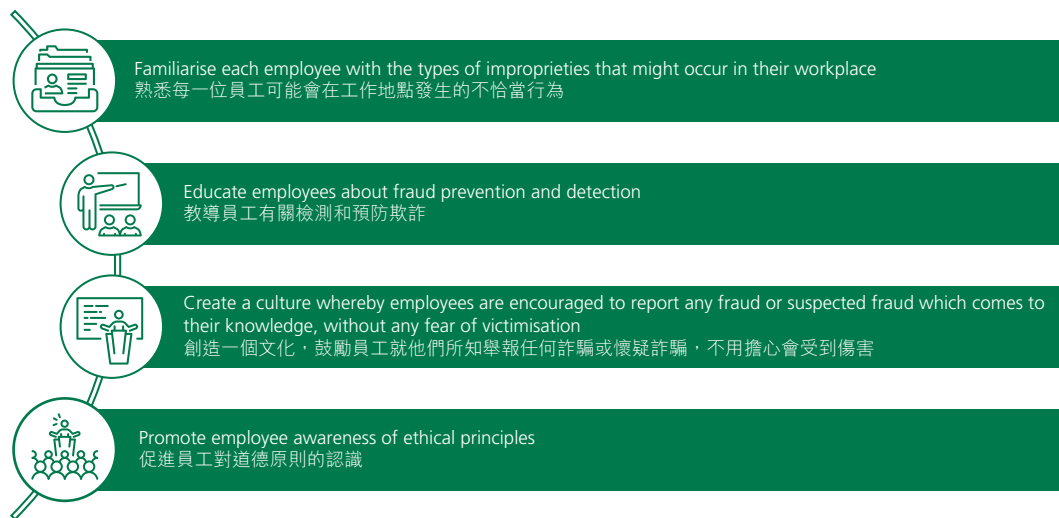 Familiarise each employee with the types of improprieties that might occur in their workplace
熟悉每一位員工可能會在工作地點發生的不恰當行為
Educate employees about fraud prevention and detection
教導員工有關檢測和預防欺詐
Create a culture whereby employees are encouraged to report any fraud or suspected fraud which comes to
their knowledge, without any fear of victimisation
創造一個文化，鼓勵員工就他們所知舉報任何詐騙或懷疑詐騙，不用擔心會受到傷害
Promote employee awareness of ethical principles
促進員工對道德原則的認識